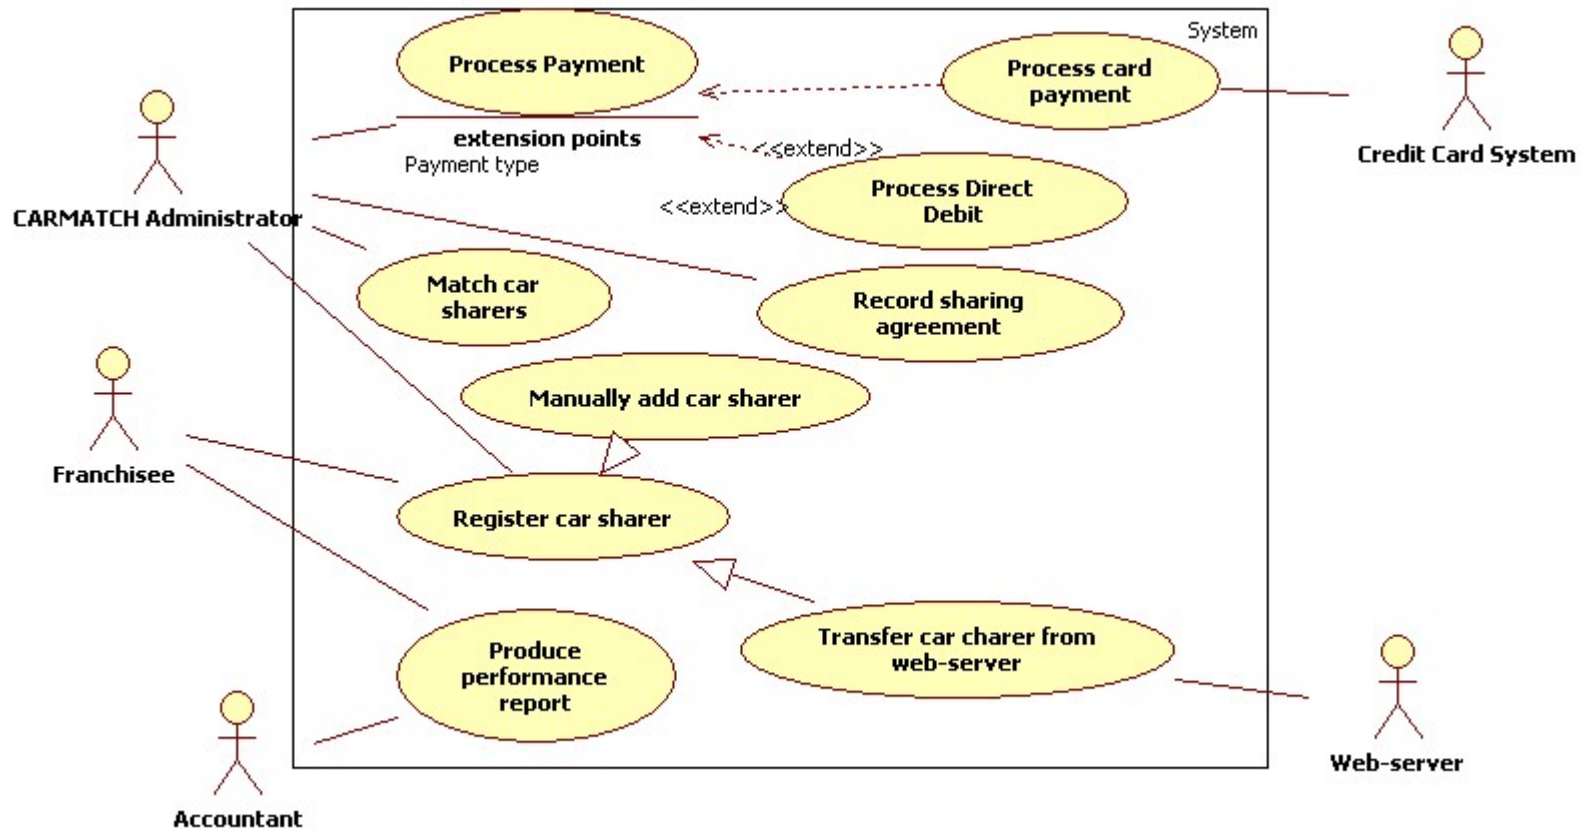 System
Process Payment
Process card
payment
extension points
Payment type
<<extend>>
Credit Card System
Process Direct
Debit
<<extend>>
CARMATCH Administrator
Match car
sharers
Record sharing
agreement
Manually add car sharer
Franchisee
Register car sharer
Produce
performance
report
Transfer car charer from
web-server
Web-server
Accountant